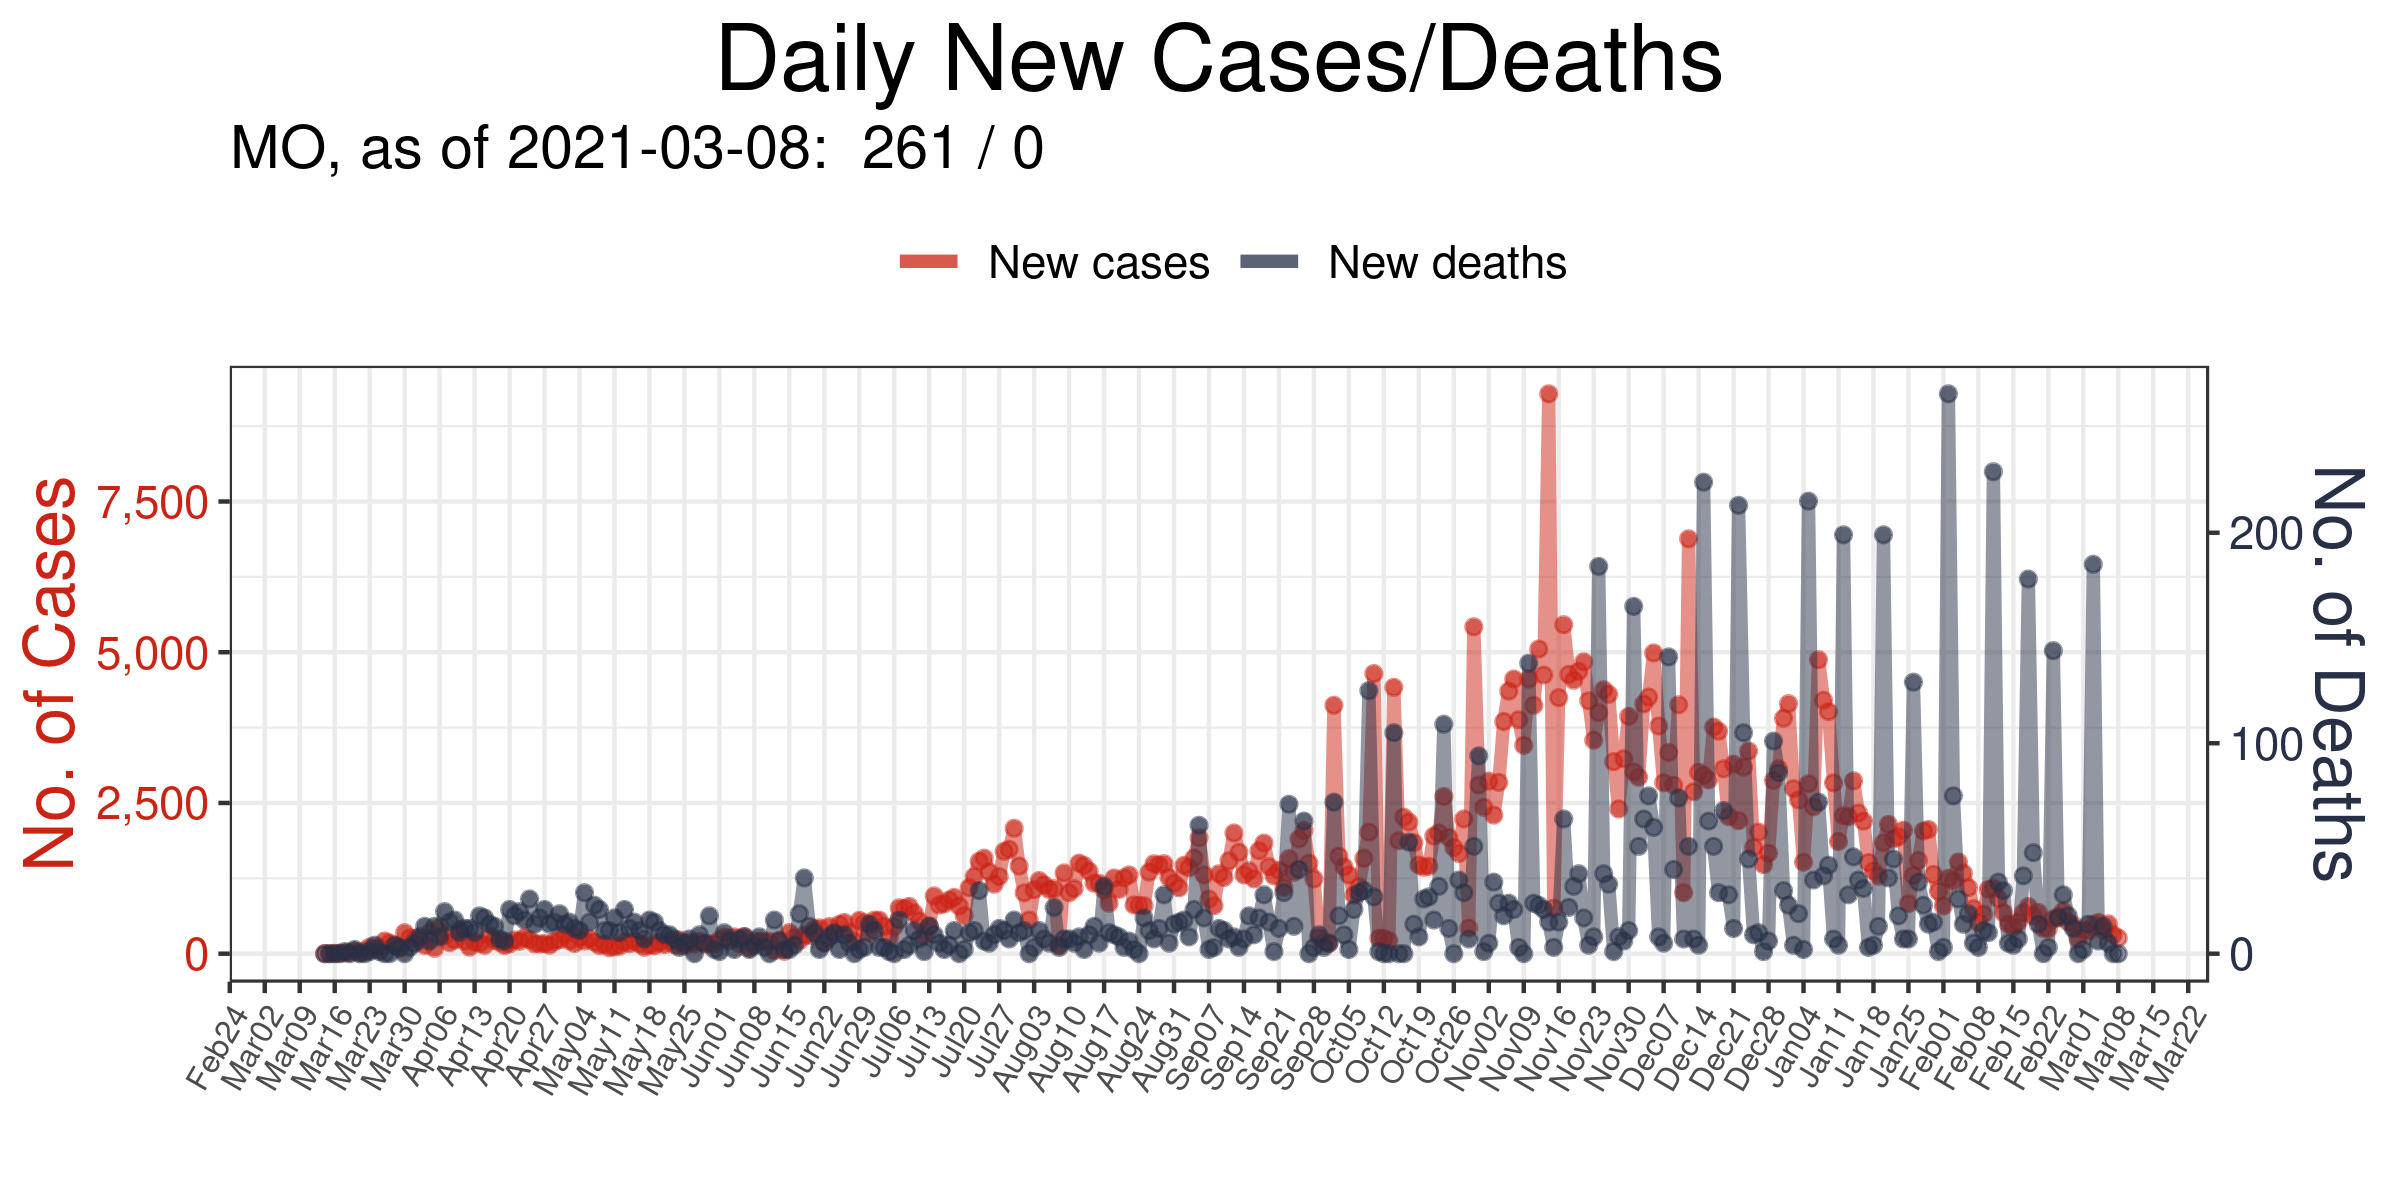 Daily New Cases/Deaths
MO, as of 2021-03-08:  261 / 0
New cases
New deaths
No. of Cases
7,500
5,000
2,500
0
200
100
0
No. of Deaths
Feb24
Mar02
Mar09
Mar16
Mar23
Mar30
Apr06
Apr13
Apr20
Apr27
May04
May11
May18
May25
Jun01
Jun08
Jun15
Jun22
Jun29
Jul06
Jul13
Jul20
Jul27
Aug03
Aug10
Aug17
Aug24
Aug31
Sep07
Sep14
Sep21
Sep28
Oct05
Oct12
Oct19
Oct26
Nov02
Nov09
Nov16
Nov23
Nov30
Dec07
Dec14
Dec21
Dec28
Jan04
Jan11
Jan18
Jan25
Feb01
Feb08
Feb15
Feb22
Mar01
Mar08
Mar15
Mar22